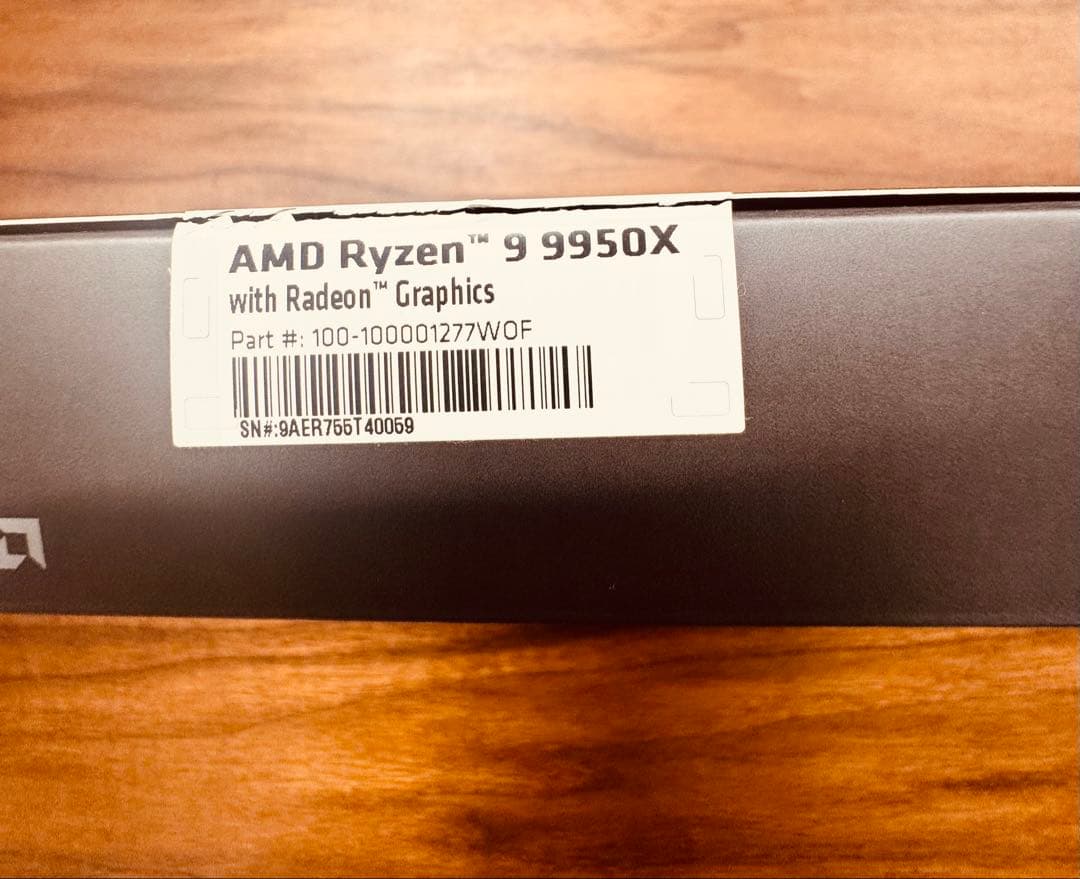 AMD Ryzen™ 9 9950X
with Radeon™ Graphics
Part #: 100-100001277WOF
SN#:9AER755T40059